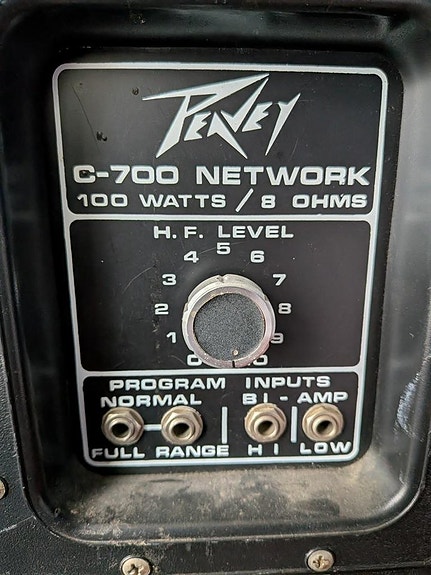 PEAVEY
C-700 NETWORK
100 WATTS / 8 OHMS
H.F. LEVEL
5
4 6
3 7
2 8
1 9
0
PROGRAM INPUTS
NORMAL BI-AMP
FULL RANGE HI LOW